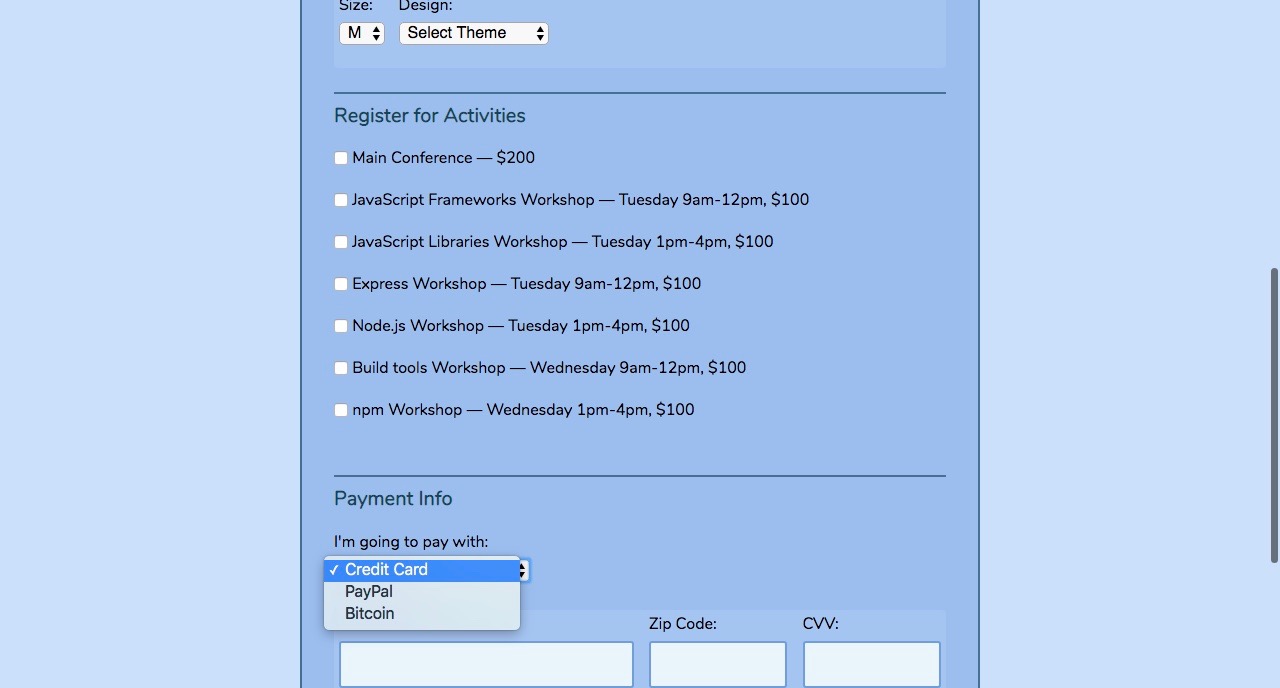 Size: Design:
M Select Theme
Register for Activities
Main Conference — $200
JavaScript Frameworks Workshop — Tuesday 9am-12pm, $100
JavaScript Libraries Workshop — Tuesday 1pm-4pm, $100
Express Workshop — Tuesday 9am-12pm, $100
Node.js Workshop — Tuesday 1pm-4pm, $100
Build tools Workshop — Wednesday 9am-12pm, $100
npm Workshop — Wednesday 1pm-4pm, $100
Payment Info
I'm going to pay with:
✓ Credit Card
PayPal
Bitcoin
Zip Code: CVV: